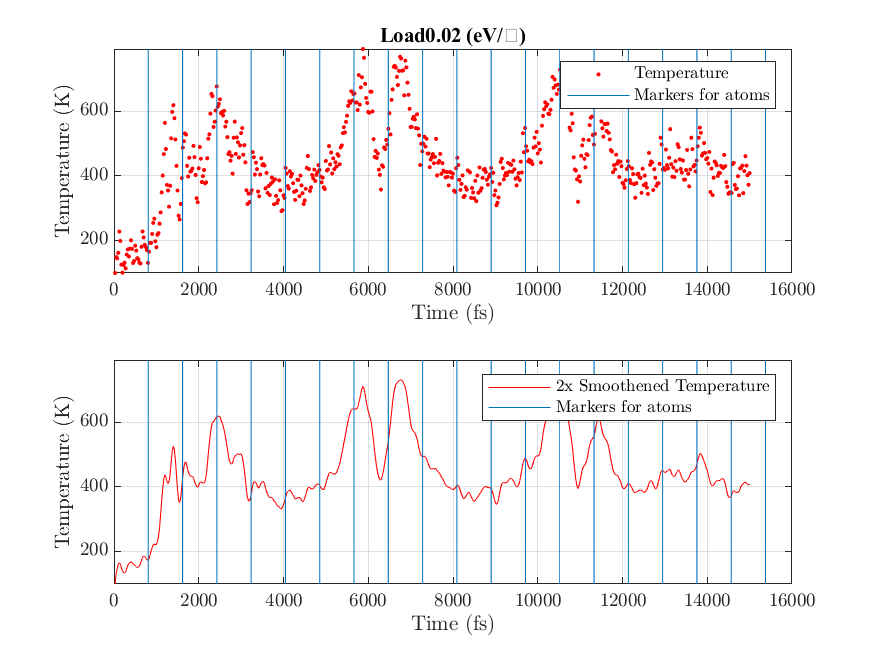 Load0.02 (eV/□)
Temperature (K)
600
400
200
Temperature
Markers for atoms
0
2000
4000
6000
8000
10000
12000
14000
16000
Time (fs)
Temperature (K)
600
400
200
2x Smoothened Temperature
Markers for atoms
0
2000
4000
6000
8000
10000
12000
14000
16000
Time (fs)